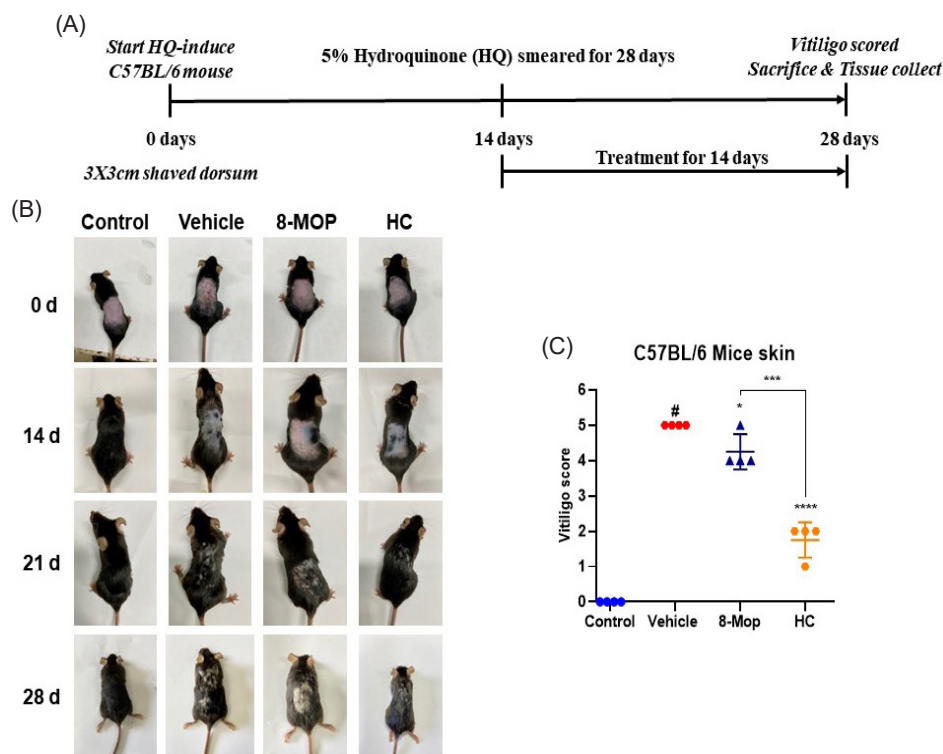 (A)
Start HQ-induce
C57BL/6 mouse
5% Hydroquinone (HQ) smeared for 28 days
Vitiligo scored
Sacrifice & Tissue collect
0 days
14 days
28 days
3X3cm shaved dorsum
Treatment for 14 days
(B)
Control Vehicle 8-MOP HC
0 d
14 d
21 d
28 d
(C)
C57BL/6 Mice skin
Vitiligo score
6
5
4
3
2
1
0
#
*
***
****
Control Vehicle 8-Mop HC